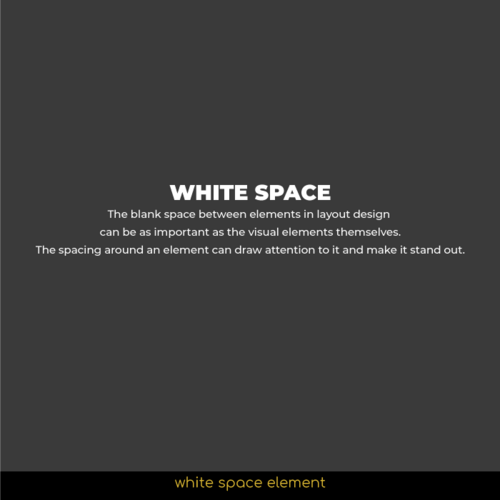 WHITE SPACE
The blank space between elements in layout design
can be as important as the visual elements themselves.
The spacing around an element can draw attention to it and make it stand out.
white space element